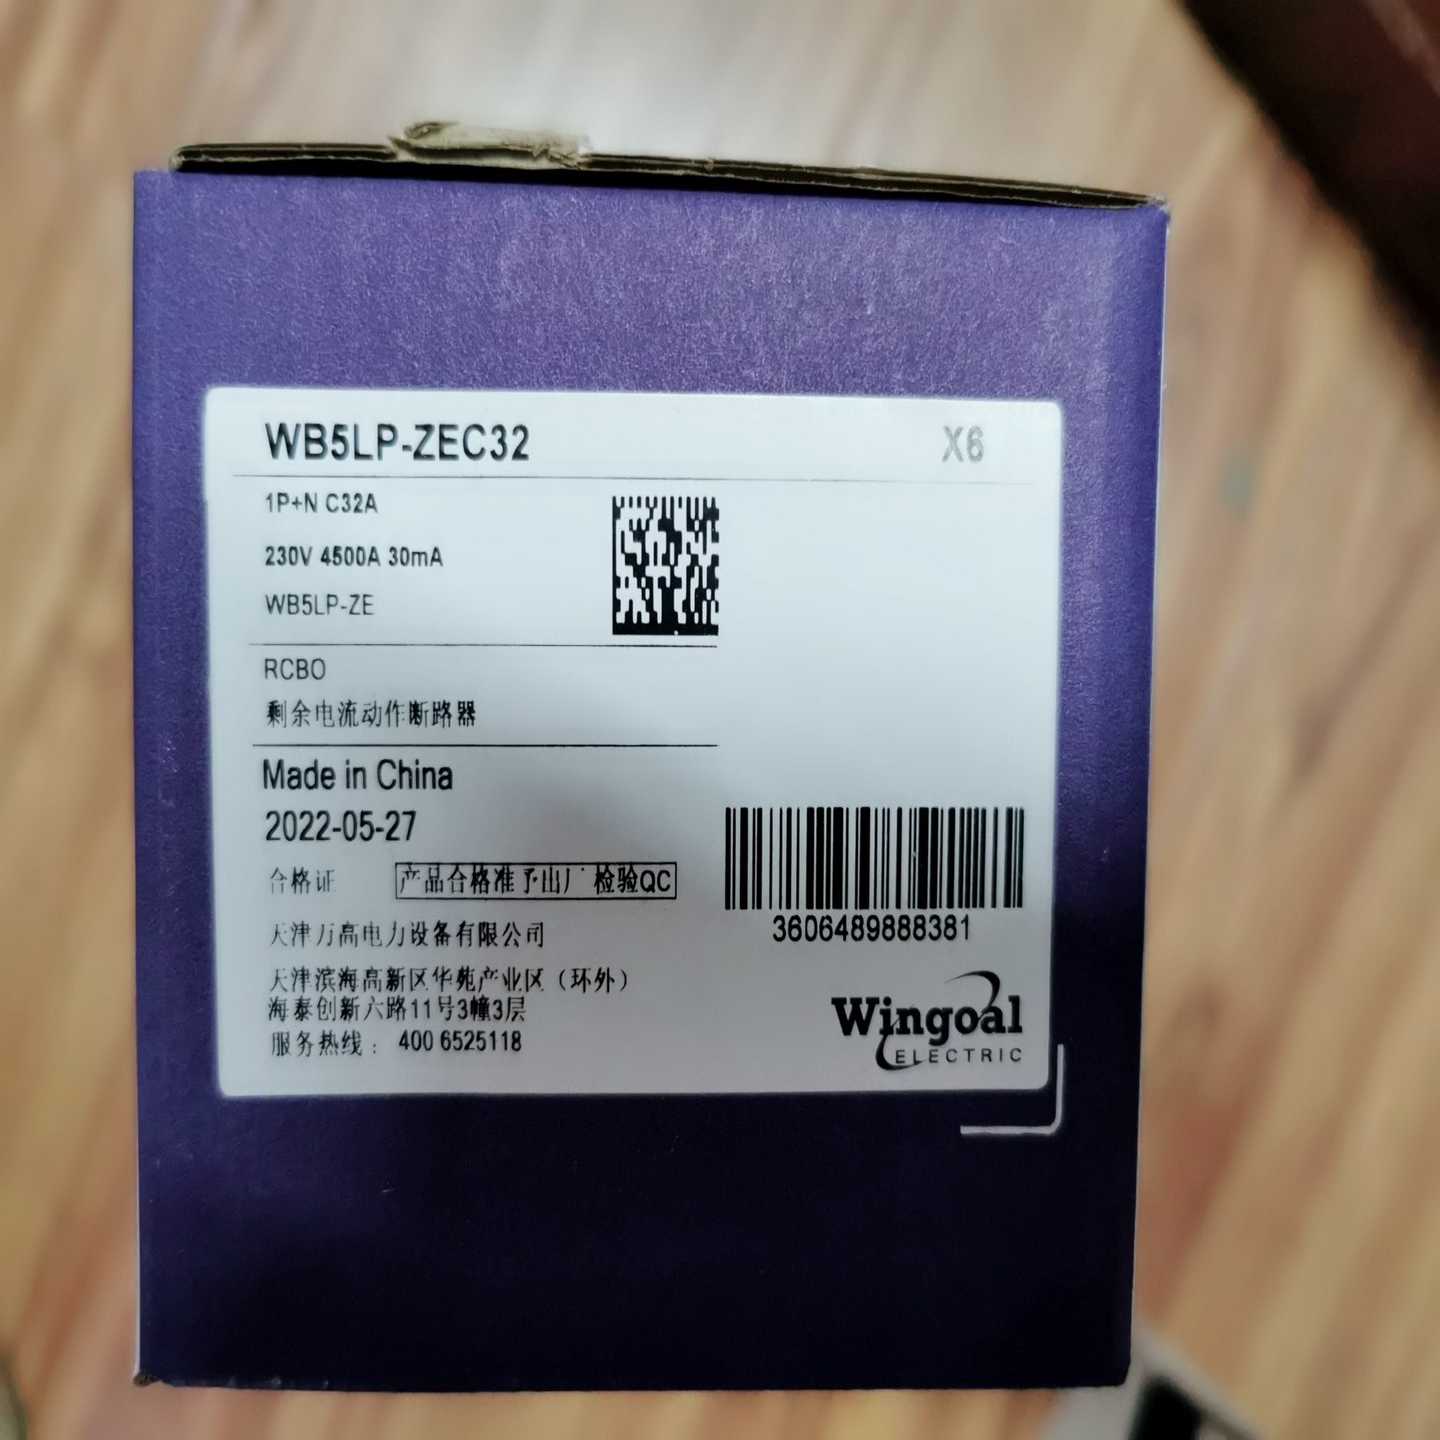 WB5LP-ZEC32 X6
1P+N C32A
230V 4500A 30mA
WB5LP-ZE
RCBO
剩余电流动作断路器
Made in China
2022-05-27
合格证 产品合格准予出厂 检验QC
3606489888381
天津万高电力设备有限公司
天津滨海高新区华苑产业区（环外）
海泰创新六路11号3幢3层
服务热线： 400 6525118
Wingoal
ELECTRIC